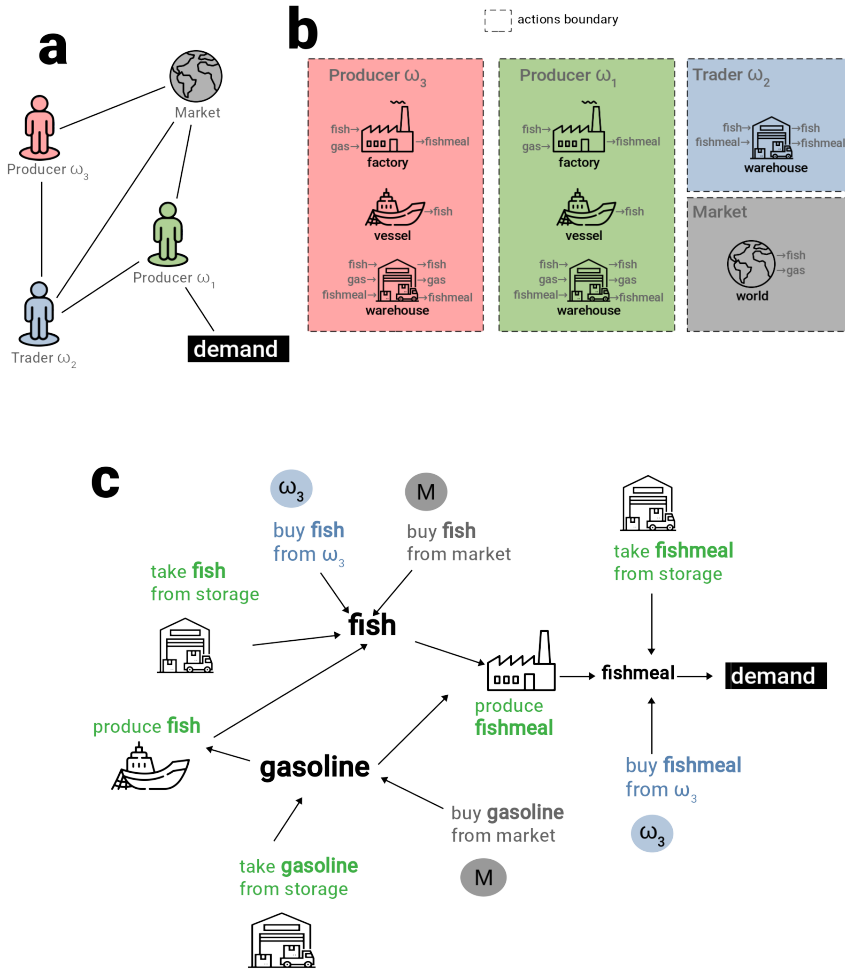 a
Market
Producer ω3
Producer ω1
Trader ω2
demand
b
actions boundary
Producer ω3
fish→
gas→
→fishmeal
factory
→fish
vessel
fish→
→fish
gas→
→gas
fishmeal→
→fishmeal
warehouse
Producer ω1
fish→
gas→
→fishmeal
factory
→fish
vessel
fish→
→fish
gas→
→gas
fishmeal→
→fishmeal
warehouse
Trader ω2
fish→
→fish
fishmeal→
→fishmeal
warehouse
Market
→fish
→gas
world
c
ω3
buy fish
from ω3
M
buy fish
from market
take fish
from storage
fish
take fishmeal
from storage
produce
fishmeal
fishmeal
demand
produce fish
gasoline
buy gasoline
from market
M
buy fishmeal
from ω3
ω3
take gasoline
from storage